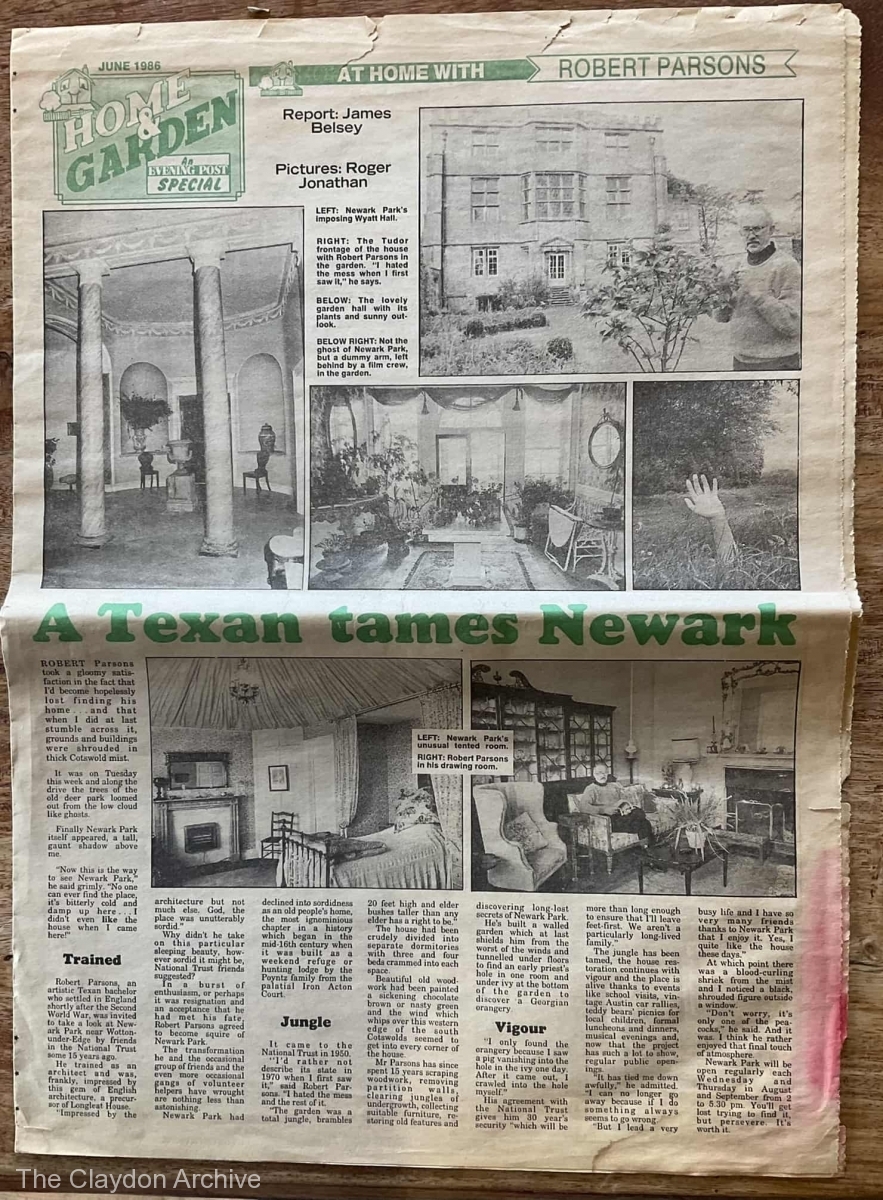 JUNE 1986
HOME
&
GARDEN
An
EVENING POST
SPECIAL
AT HOME WITH
ROBERT PARSONS
Report: James
Belsey
Pictures: Roger
Jonathan
LEFT: Newark Park's
imposing Wyatt Hall.
RIGHT: The Tudor
frontage of the house
with Robert Parsons in
the garden. "I hated
the mess when I first
saw it," he says.
BELOW: The lovely
garden hall with its
plants and sunny out-
look.
BELOW RIGHT: Not the
ghost of Newark Park,
but a dummy arm, left
behind by a film crew,
in the garden.
A Texan tames Newark
ROBERT Parsons
took a gloomy satis-
faction in the fact that
I'd become hopelessly
lost finding his
home . . . and that
when I did at last
stumble across it,
grounds and buildings
were shrouded in
thick Cotswold mist.
It was on Tuesday
this week and along the
drive the trees of the
old deer park loomed
out from the low cloud
like ghosts.
Finally Newark Park
itself appeared, a tall,
gaunt shadow above
me.
"Now this is the way
to see Newark Park,"
he said grimly. "No one
can ever find the place,
it's bitterly cold and
damp up here . . . I
didn't even like the
house when I came
here!"
Trained
Robert Parsons, an
artistic Texan bachelor
who settled in England
shortly after the Second
World War, was invited
to take a look at New-
ark Park near Wotton-
under-Edge by friends
in the National Trust
some 15 years ago.
He trained as an
architect and was,
frankly, impressed by
this gem of English
architecture, a precur-
sor of Longleat House.
"Impressed by the
LEFT: Newark Park's
unusual tented room.
RIGHT: Robert Parsons
in his drawing room.
architecture but not
much else. God, the
place was unutterably
sordid."
Why didn't he take
on this particular
sleeping beauty, how-
ever sordid it might be,
National Trust friends
suggested?
In a burst of
enthusiasm, or perhaps
it was resignation and
an acceptance that he
had met his fate,
Robert Parsons agreed
to become squire of
Newark Park.
The transformation
he and the occasional
group of friends and the
even more occasional
gangs of volunteer
helpers have wrought
are nothing less than
astonishing.
Newark Park had
declined into sordidness
as an old people's home,
the most ignominious
chapter in a history
which began in the
mid-16th century when
it was built as a
weekend refuge or
hunting lodge by the
Poyntz family from the
palatial Iron Acton
Court.
Jungle
It came to the
National Trust in 1950.
"I'd rather not
describe its state in
1970 when I first saw
it," said Robert Par-
sons. "I hated the mess
and the rest of it.
"The garden was a
total jungle, brambles
20 feet high and elder
bushes taller than any
elder has a right to be."
The house had been
crudely divided into
separate dormitories
with three and four
beds crammed into each
space.
Beautiful old wood-
work had been painted
a sickening chocolate
brown or nasty green
and the wind which
whips over this western
edge of the south
Cotswolds seemed to
get into every corner of
the house.
Mr Parsons has since
spent 15 years scraping
woodwork, removing
partition walls,
clearing jungles of
undergrowth, collecting
suitable furniture, re-
storing old features and
discovering long-lost
secrets of Newark Park.
He's built a walled
garden which at last
shields him from the
worst of the winds and
tunnelled under floors
to find an early priest's
hole in one room and
under ivy at the bottom
of the garden to
discover a Georgian
orangery.
Vigour
"I only found the
orangery because I saw
a pig vanishing into the
hole in the ivy one day.
After it came out, I
crawled into the hole
myself."
His agreement with
the National Trust
gives him 30 year's
security "which will be
more than long enough
to ensure that I'll leave
feet-first. We aren't a
particularly long-lived
family."
The jungle has been
tamed, the house res-
toration continues with
vigour and the place is
alive thanks to events
like school visits, vin-
tage Austin car rallies,
teddy bears' picnics for
local children, formal
luncheons and dinners,
musical evenings and,
now that the project
has such a lot to show,
regular public open-
ings.
"It has tied me down
awfully," he admitted.
"I can no longer go
away because if I do
something always
seems to go wrong.
"But I lead a very
busy life and I have so
very many friends
thanks to Newark Park
that I enjoy it. Yes, I
quite like the house
these days."
At which point there
was a blood-curling
shriek from the mist
and I noticed a black,
shrouded figure outside
a window.
"Don't worry, it's
only one of the pea-
cocks," he said. And it
was. I think he rather
enjoyed that final touch
of atmosphere.
Newark Park will be
open regularly each
Wednesday and
Thursday in August
and September from 2
to 5.30 pm. You'll get
lost trying to find it,
but persevere. It's
worth it.
The Claydon Archive